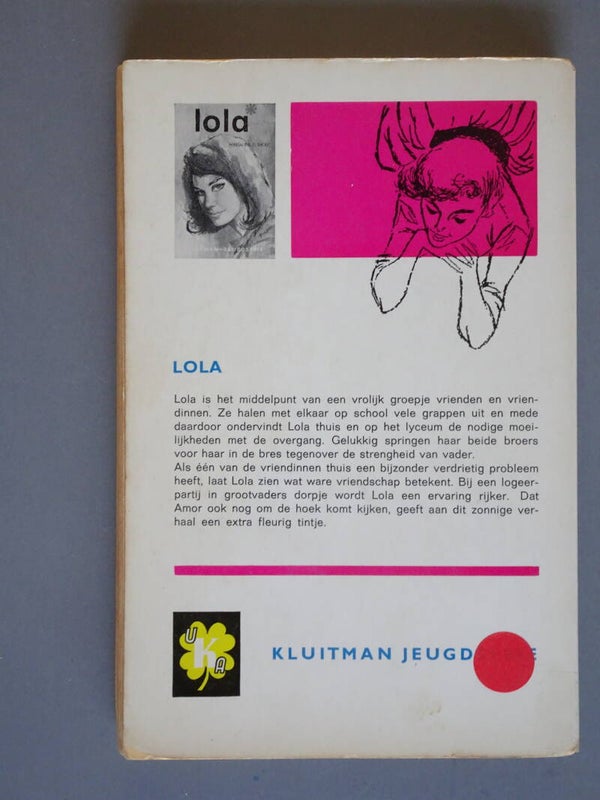 lola
LOLA
Lola is het middelpunt van een vrolijk groepje vrienden en vrien-
dinnen. Ze halen met elkaar op school vele grappen uit en mede
daardoor ondervindt Lola thuis en op het lyceum de nodige moei-
lijkheden met de overgang. Gelukkig springen haar beide broers
voor haar in de bres tegenover de strengheid van vader.
Als één van de vriendinnen thuis een bijzonder verdrietig probleem
heeft, laat Lola zien wat ware vriendschap betekent. Bij een logeer-
partij in grootvaders dorpje wordt Lola een ervaring rijker. Dat
Amor ook nog om de hoek komt kijken, geeft aan dit zonnige ver-
haal een extra fleurig tintje.
UKA
KLUITMAN